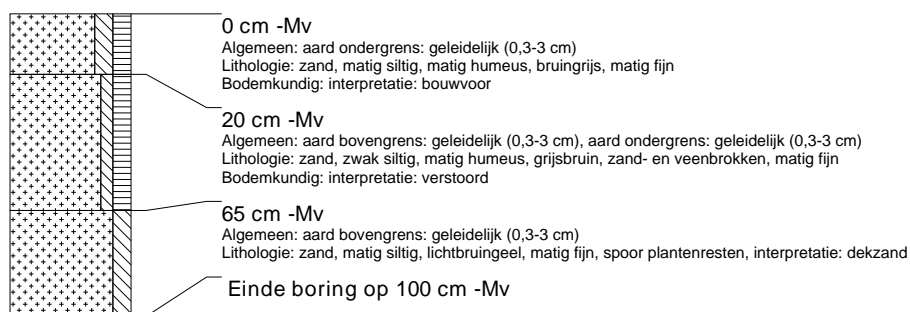 0 cm -Mv
Algemeen: aard ondergrens: geleidelijk (0,3-3 cm)
Lithologie: zand, matig siltig, matig humeus, bruingrijs, matig fijn
Bodemkundig: interpretatie: bouwvoor
20 cm -Mv
Algemeen: aard bovengrens: geleidelijk (0,3-3 cm), aard ondergrens: geleidelijk (0,3-3 cm)
Lithologie: zand, zwak siltig, matig humeus, grijsbruin, zand- en veenbrokken, matig fijn
Bodemkundig: interpretatie: verstoord
65 cm -Mv
Algemeen: aard bovengrens: geleidelijk (0,3-3 cm)
Lithologie: zand, matig siltig, lichtbruingeel, matig fijn, spoor plantenresten, interpretatie: dekzand
Einde boring op 100 cm -Mv